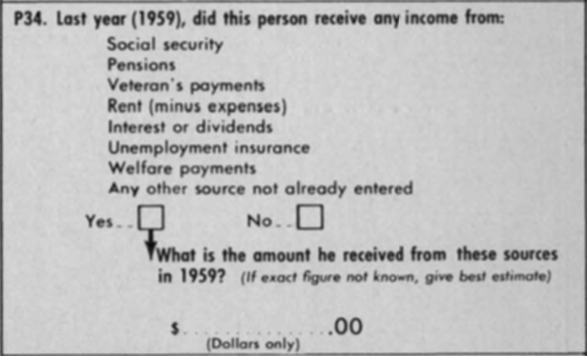 P34. Last year (1959), did this person receive any income from:
Social security
Pensions
Veteran's payments
Rent (minus expenses)
Interest or dividends
Unemployment insurance
Welfare payments
Any other source not already entered
Yes.. No...
What is the amount he received from these sources
in 1959? (If exact figure not known, give best estimate)
$..............00
(Dollars only)